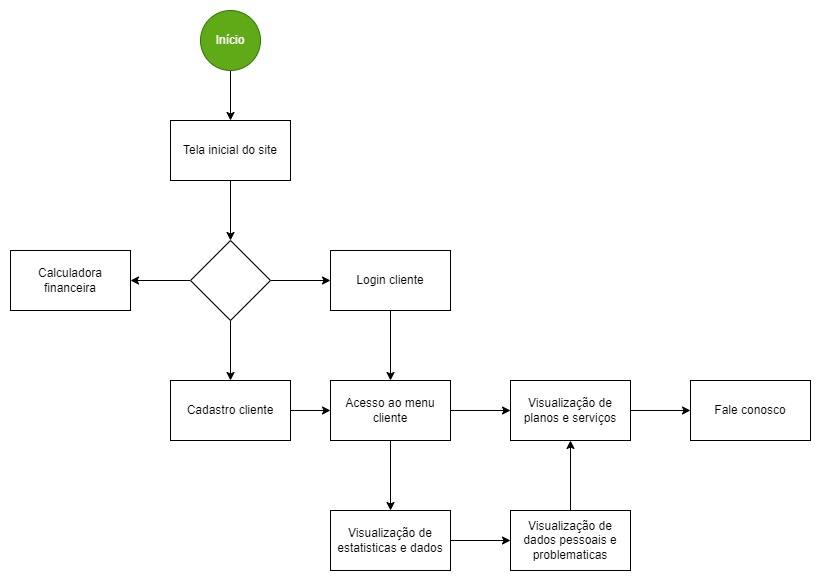 Início
Tela inicial do site
Calculadora
financeira
Login cliente
Cadastro cliente
Acesso ao menu
cliente
Visualização de
planos e serviços
Fale conosco
Visualização de
estatisticas e dados
Visualização de
dados pessoais e
problematicas